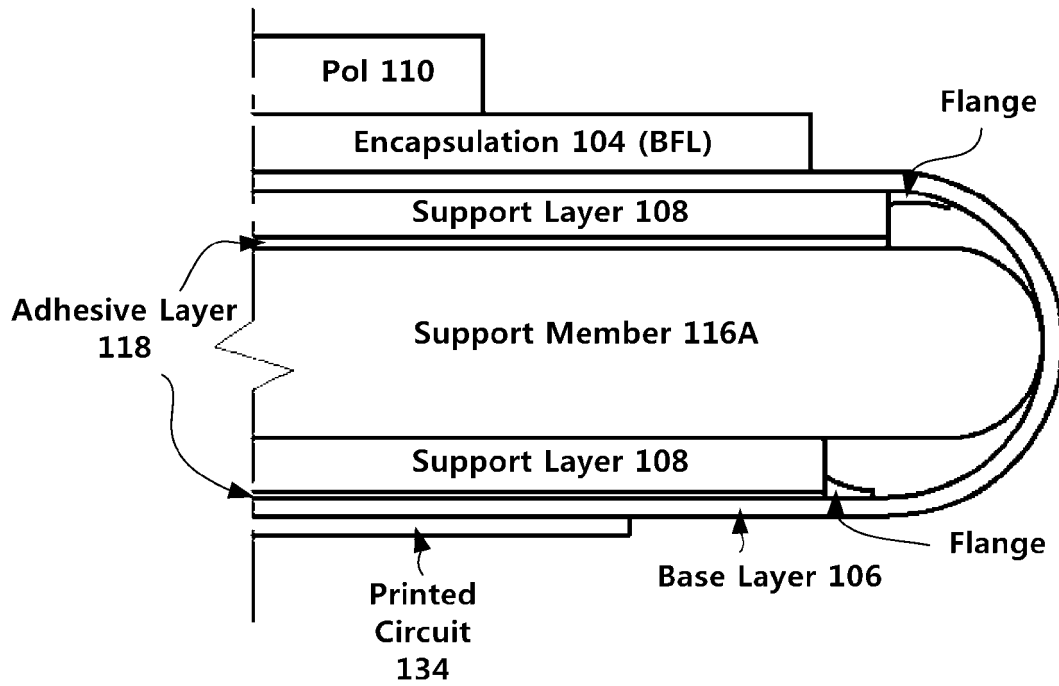 Pol 110
Flange
Encapsulation 104 (BFL)
Support Layer 108
Adhesive Layer
118
Support Member 116A
Support Layer 108
Flange
Base Layer 106
Printed
Circuit
134